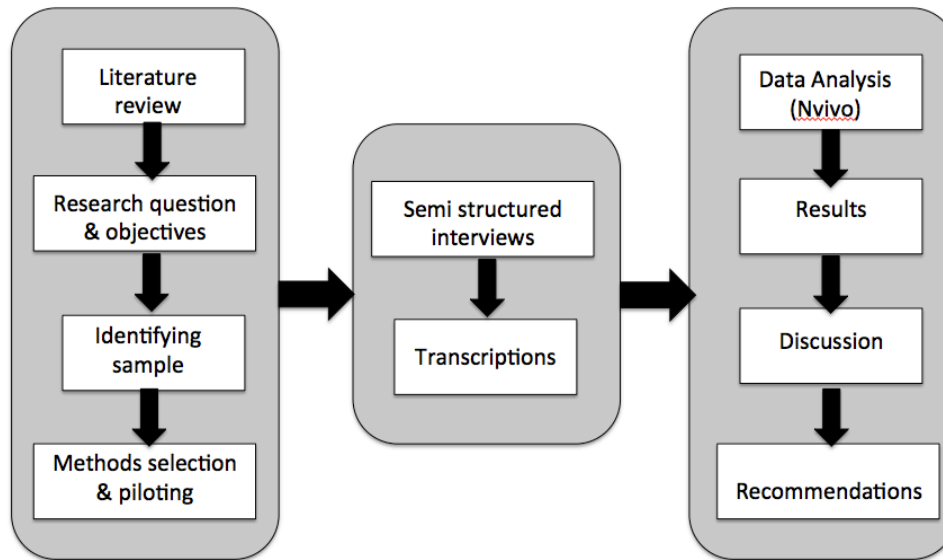 Literature
review
Research question
& objectives
Identifying
sample
Methods selection
& piloting
Semi structured
interviews
Transcriptions
Data Analysis
(Nvivo)
Results
Discussion
Recommendations